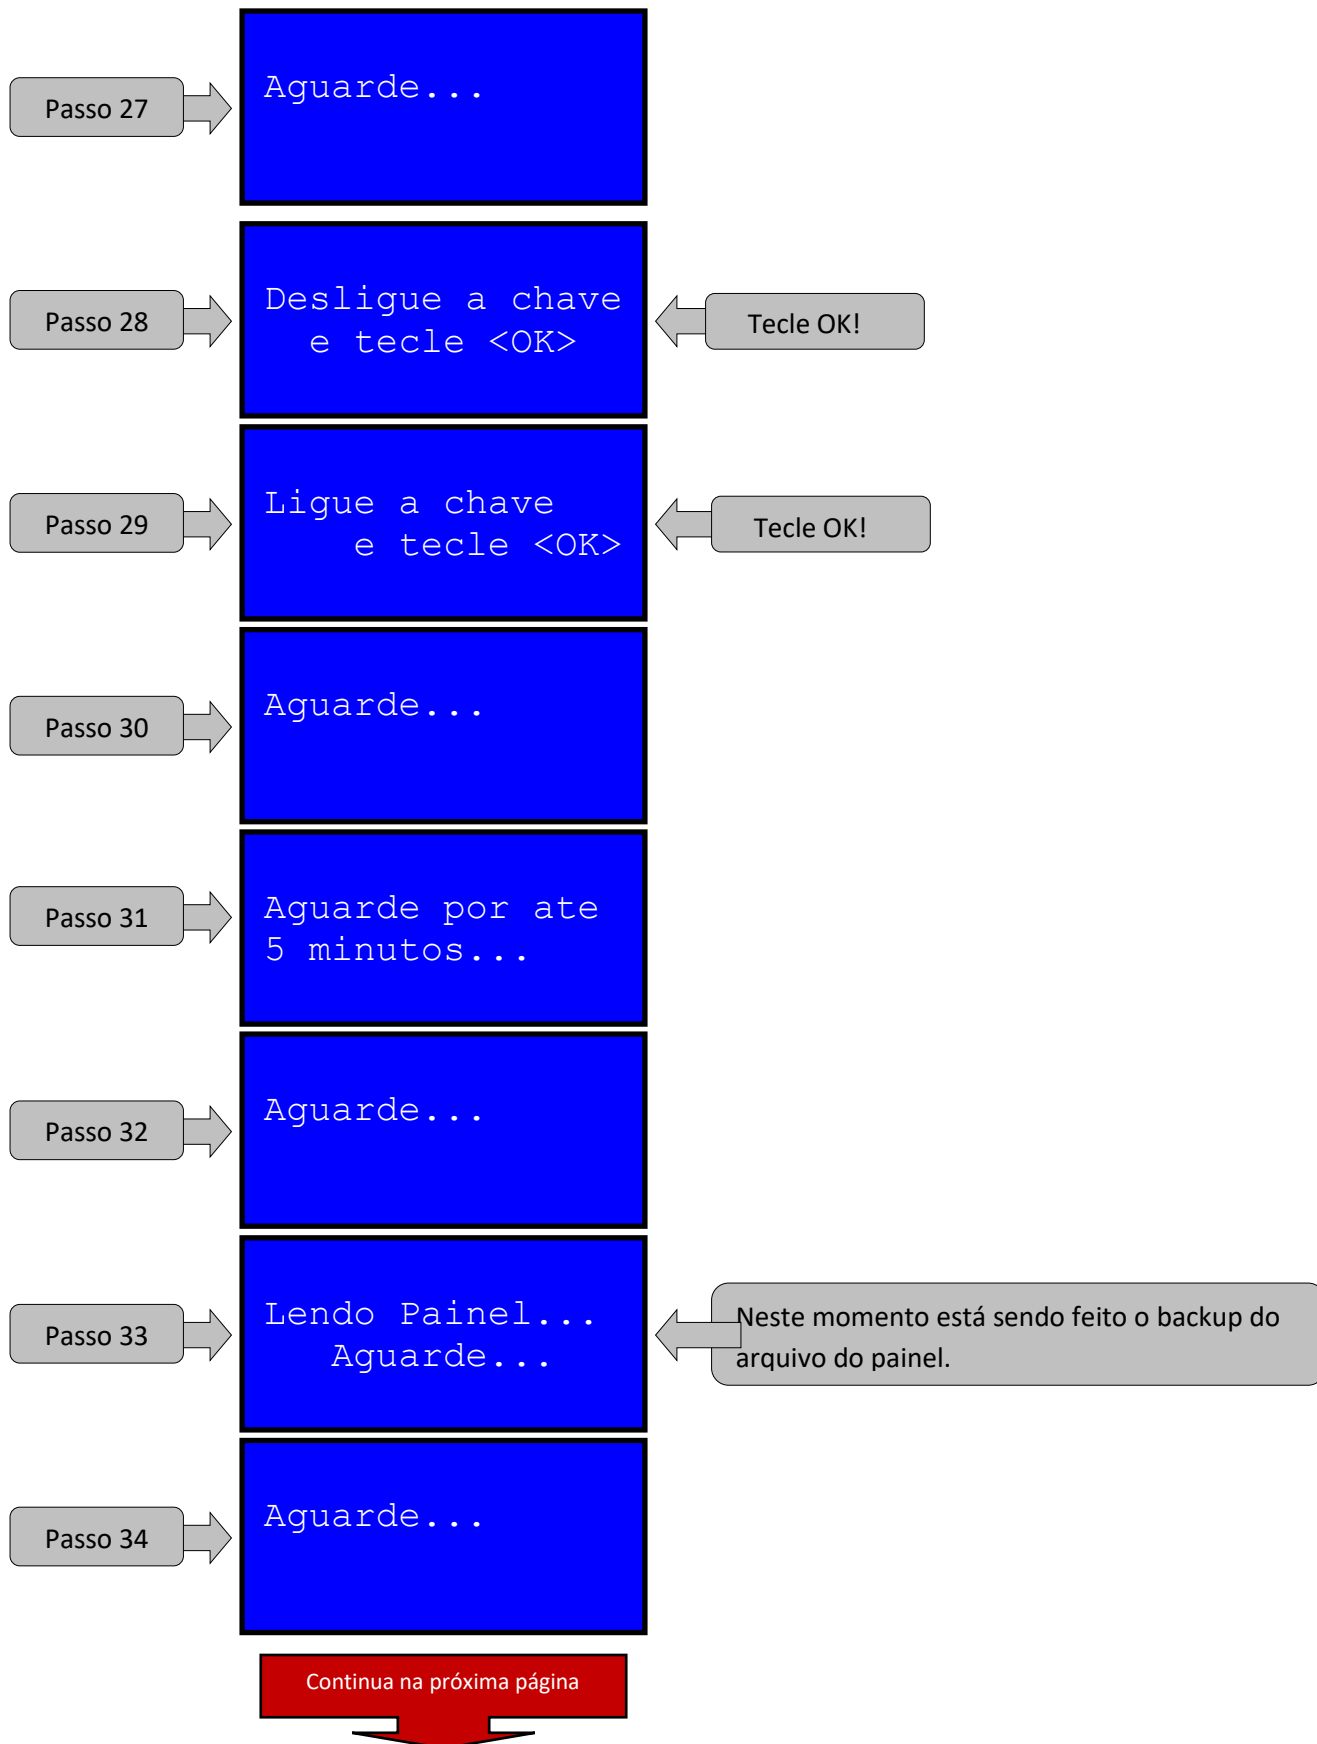 Passo 27
Aguarde...
Passo 28
Desligue a chave
e tecle <OK>
Tecle OK!
Passo 29
Ligue a chave
e tecle <OK>
Tecle OK!
Passo 30
Aguarde...
Passo 31
Aguarde por ate
5 minutos...
Passo 32
Aguarde...
Passo 33
Lendo Painel...
Aguarde...
Neste momento está sendo feito o backup do
arquivo do painel.
Passo 34
Aguarde...
Continua na próxima página